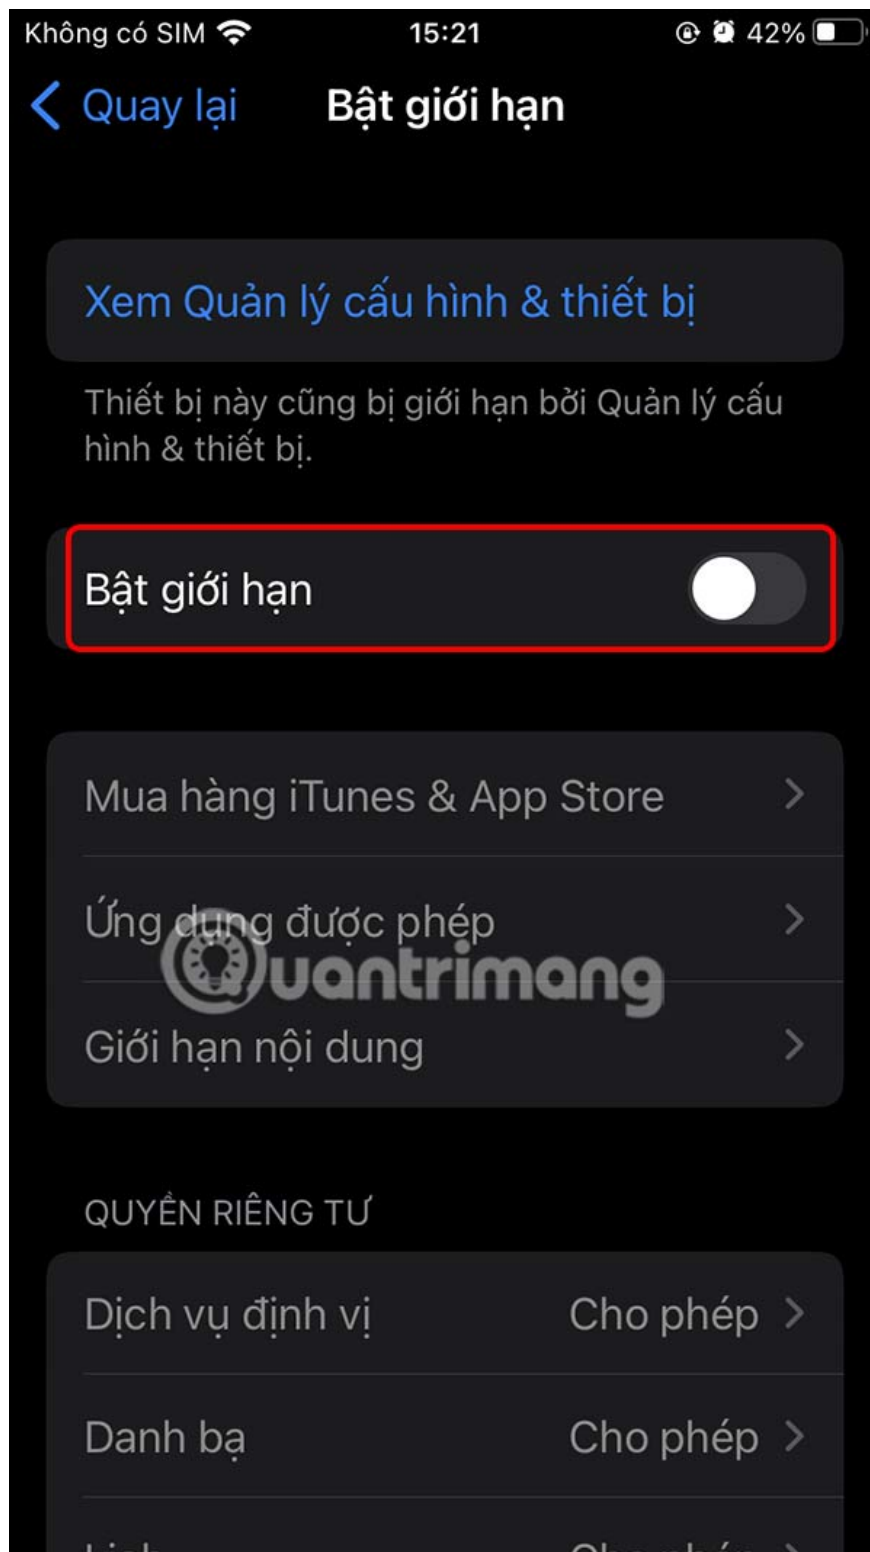 Không có SIM 15:21 42%
Quay lại Bật giới hạn
Xem Quản lý cấu hình & thiết bị
Thiết bị này cũng bị giới hạn bởi Quản lý cấu
hình & thiết bị.
Bật giới hạn
Mua hàng iTunes & App Store
Ứng dụng được phép
Quantrimang
Giới hạn nội dung
QUYỀN RIÊNG TƯ
Dịch vụ định vị Cho phép
Danh bạ Cho phép